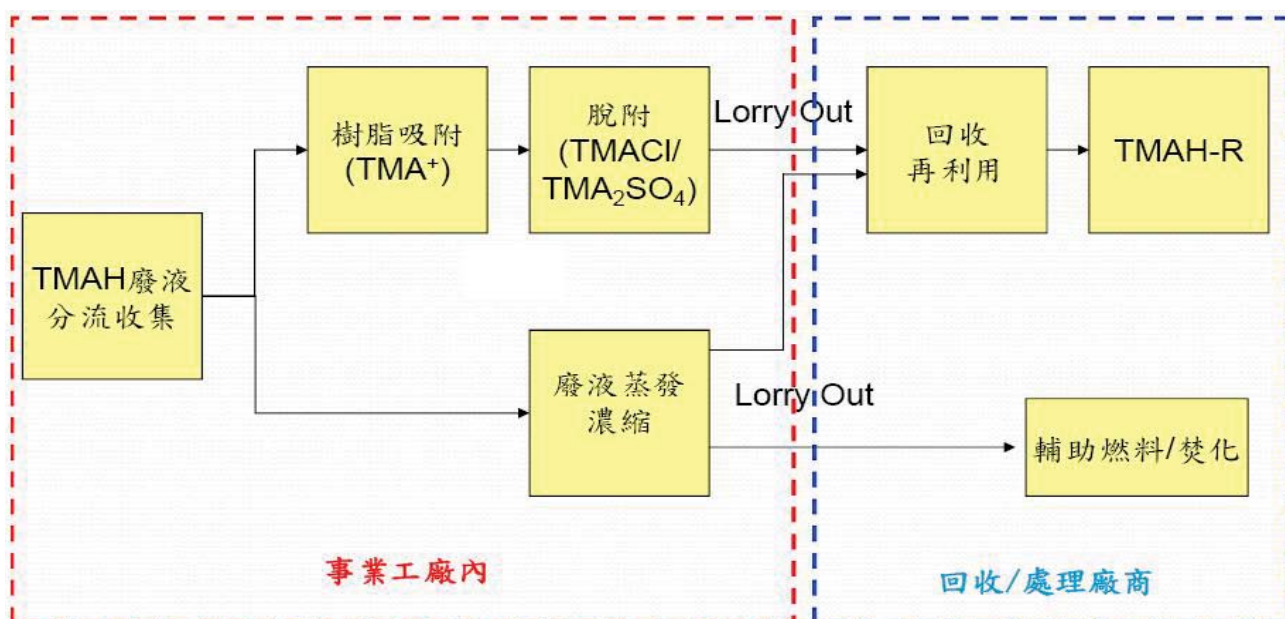 樹脂吸附
(TMA⁺)
脫附
(TMACl/
TMA₂SO₄)
Lorry Out
回收
再利用
TMAH-R
TMAH廢液
分流收集
廢液蒸發
濃縮
Lorry Out
輔助燃料/焚化
事業工廠內
回收/處理廠商